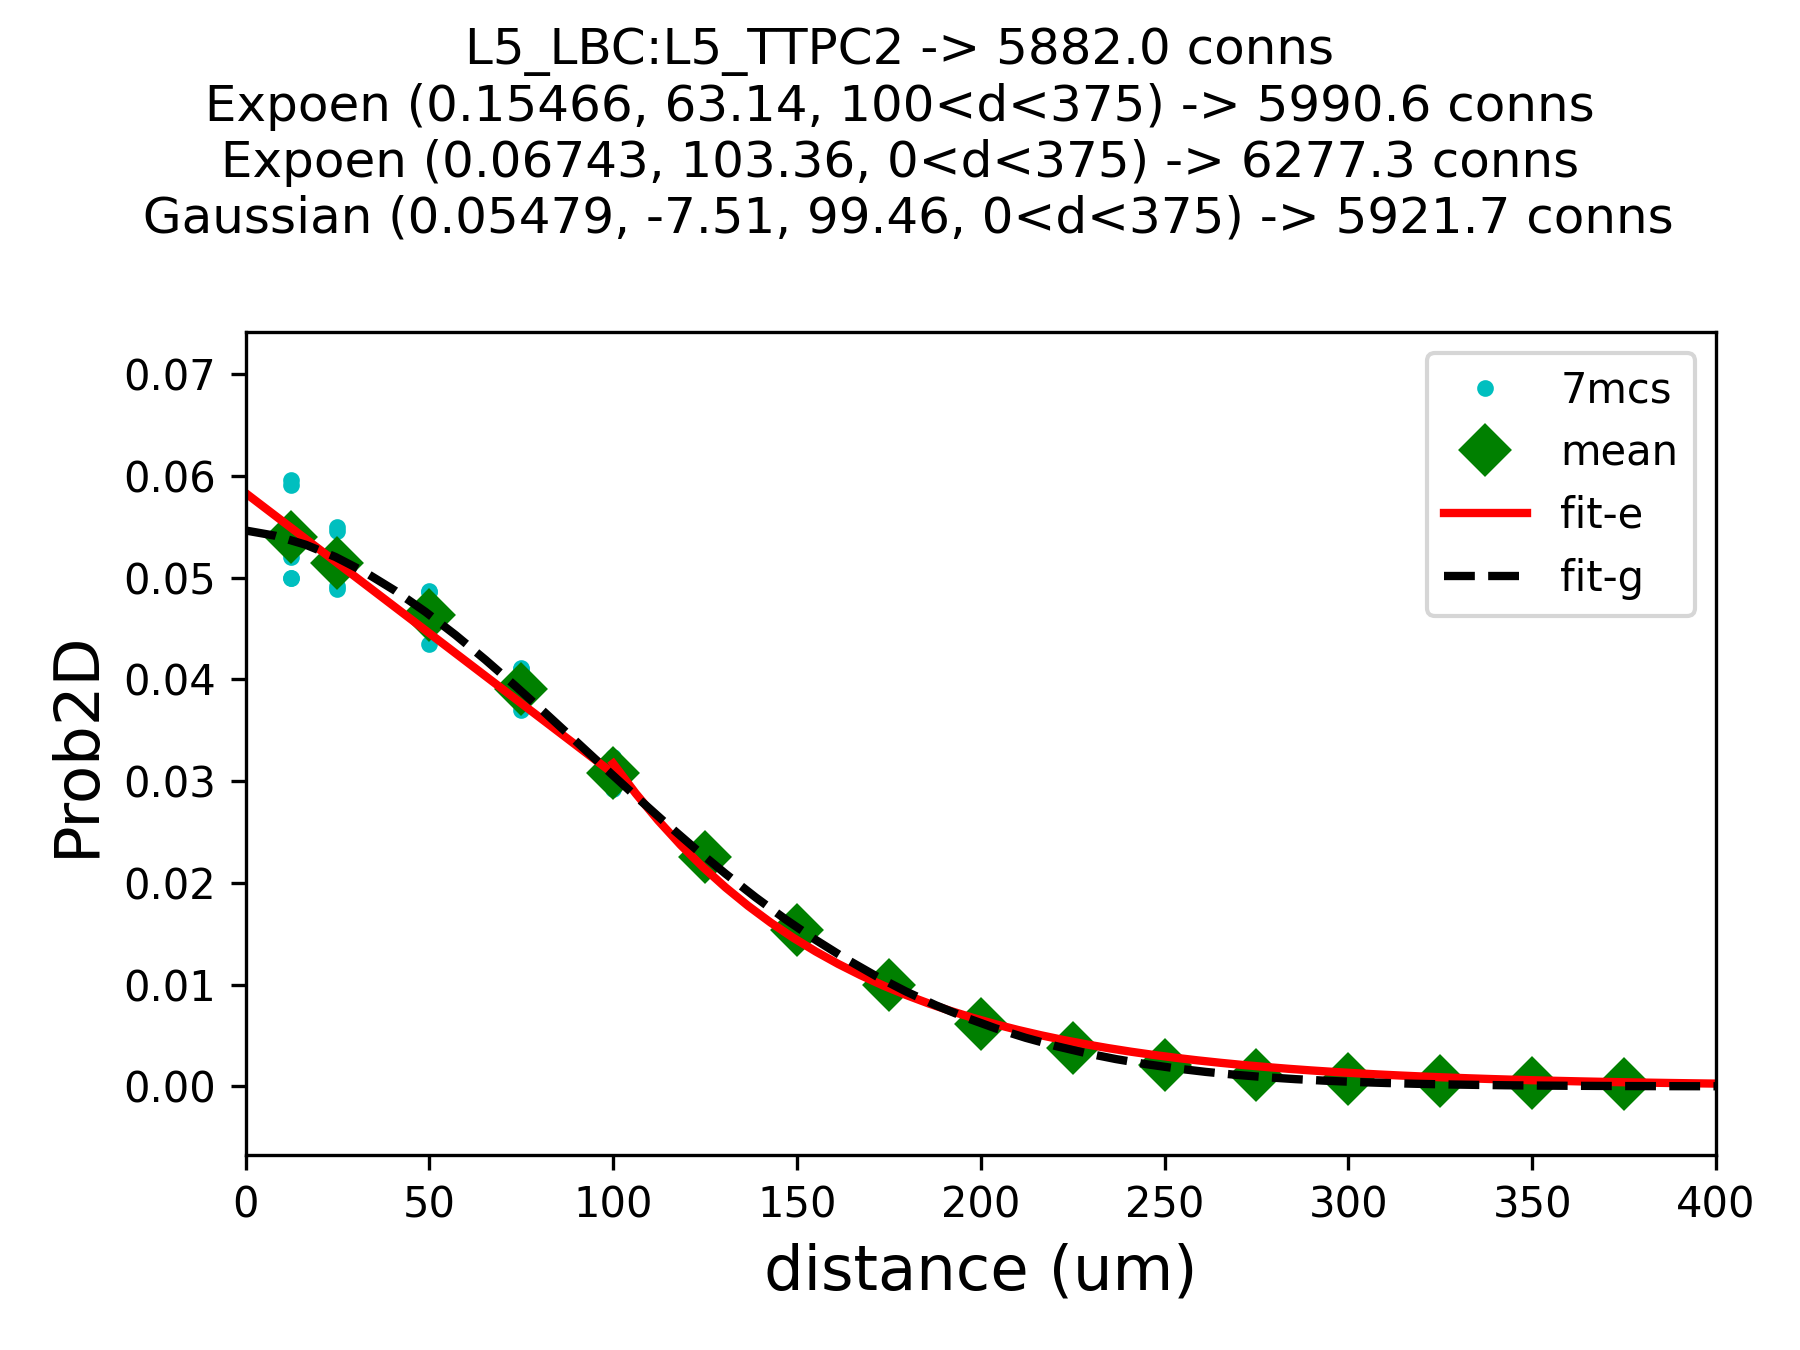 L5_LBC:L5_TTPC2 -> 5882.0 conns
Expoen (0.15466, 63.14, 100<d<375) -> 5990.6 conns
Expoen (0.06743, 103.36, 0<d<375) -> 6277.3 conns
Gaussian (0.05479, -7.51, 99.46, 0<d<375) -> 5921.7 conns
7mcs
mean
fit-e
fit-g
Prob2D
0.07
0.06
0.05
0.04
0.03
0.02
0.01
0.00
0 50 100 150 200 250 300 350 400
distance (um)